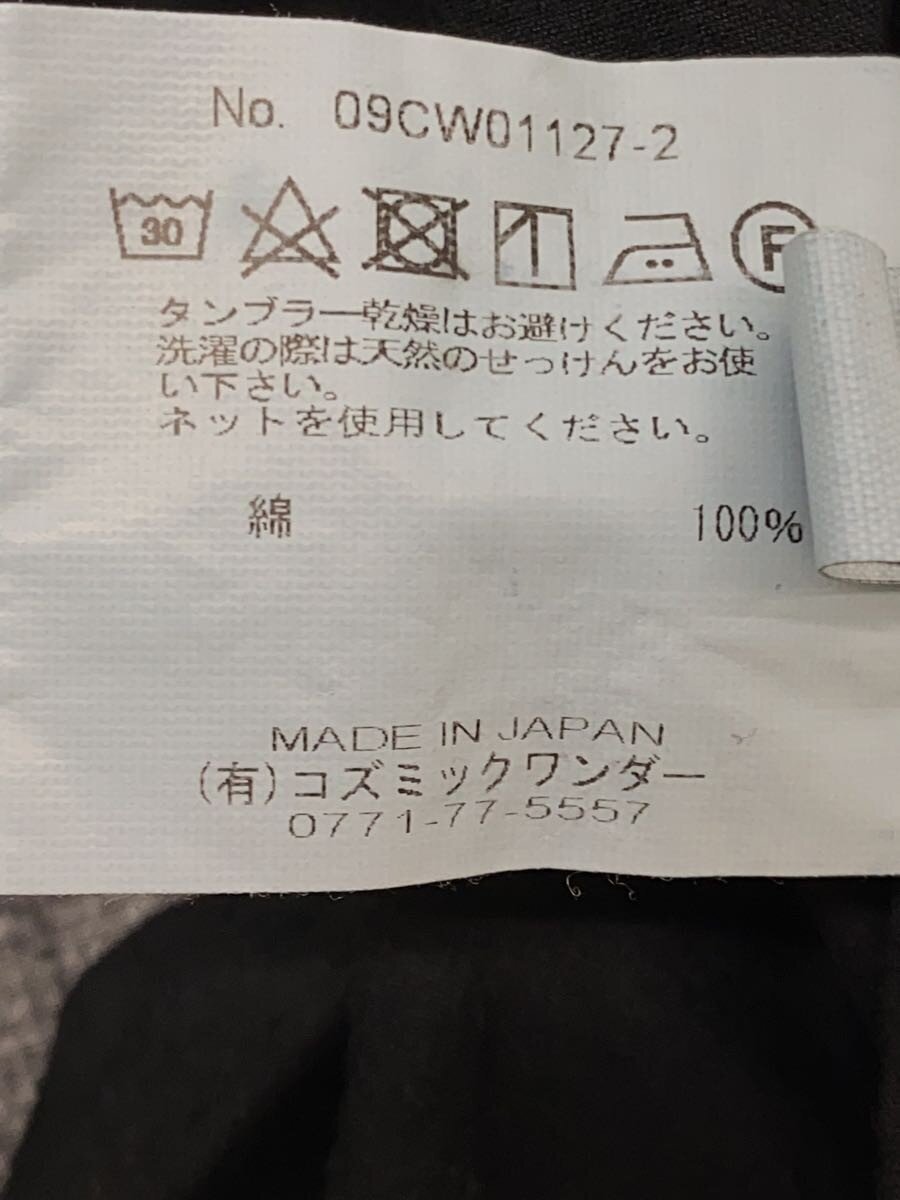 No. 09CW01127-2
30 F
タンブラー乾燥はお避けください。
洗濯の際は天然のせっけんをお使
い下さい。
ネットを使用してください。
綿 100%
MADE IN JAPAN
(有)コズミックワンダー
0771-77-5557